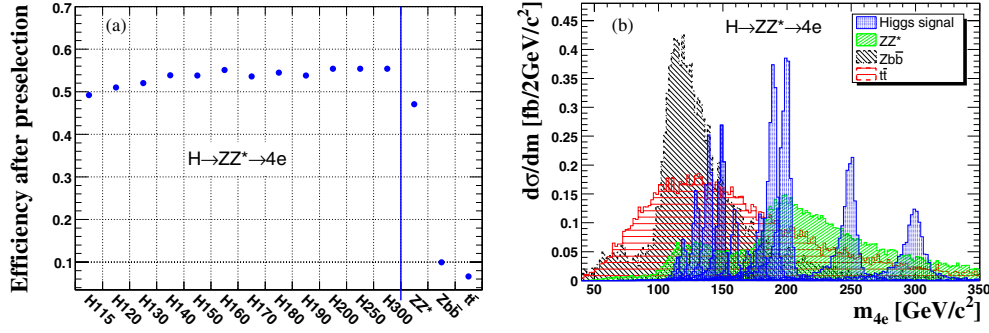 (a)
Efficiency after preselection
0.7
0.6
0.5
0.4
0.3
0.2
0.1
H→ZZ*→4e
H115
H120
H130
H140
H150
H160
H170
H180
H190
H200
H250
H300
ZZ*
Zbb̄
tt̄
(b)
dσ/dm [fb/2GeV/c²]
0.45
0.4
0.35
0.3
0.25
0.2
0.15
0.1
0.05
0
H→ZZ*→4e
Higgs signal
ZZ*
Zbb̄
tt̄
50 100 150 200 250 300 350
m4e [GeV/c²]